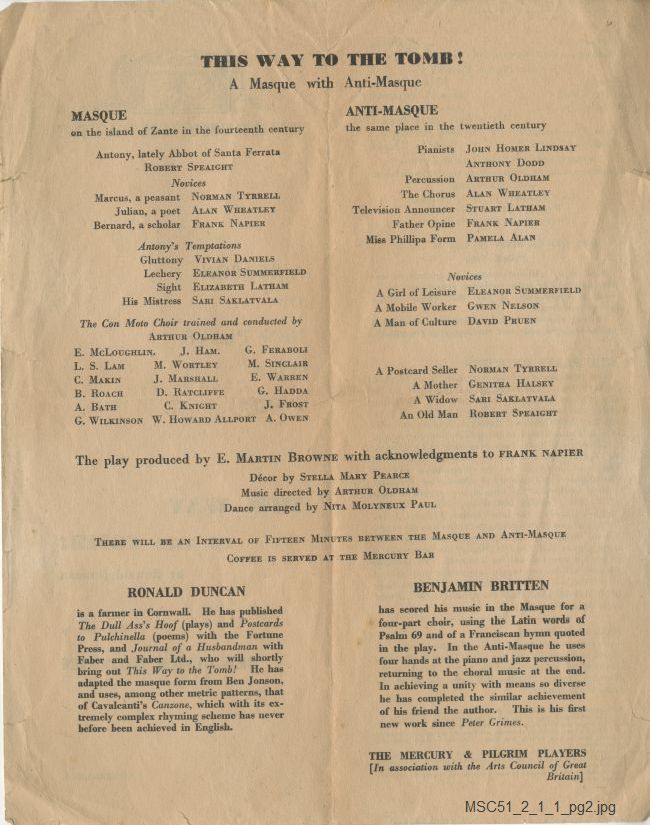 THIS WAY TO THE TOMB!
A Masque with Anti-Masque
MASQUE
on the island of Zante in the fourteenth century
Antony, lately Abbot of Santa Ferrata
ROBERT SPEAIGHT
Novices
Marcus, a peasant NORMAN TYRRELL
Julian, a poet ALAN WHEATLEY
Bernard, a scholar FRANK NAPIER
Antony's Temptations
Gluttony VIVIAN DANIELS
Lechery ELEANOR SUMMERFIELD
Sight ELIZABETH LATHAM
His Mistress SARI SAKLATVALA
The Con Moto Choir trained and conducted by
ARTHUR OLDHAM
E. MCLOUGHLIN. J. HAM. G. FERABOLI
L. S. LAM M. WORTLEY M. SINCLAIR
C. MAKIN J. MARSHALL E. WARREN
B. ROACH D. RATCLIFFE G. HADDA
A. BATH C. KNIGHT J. FROST
G. WILKINSON W. HOWARD ALLPORT A. OWEN
ANTI-MASQUE
the same place in the twentieth century
Pianists JOHN HOMER LINDSAY
ANTHONY DODD
Percussion ARTHUR OLDHAM
The Chorus ALAN WHEATLEY
Television Announcer STUART LATHAM
Father Opine FRANK NAPIER
Miss Phillipa Form PAMELA ALAN
Novices
A Girl of Leisure ELEANOR SUMMERFIELD
A Mobile Worker GWEN NELSON
A Man of Culture DAVID PRUEN
A Postcard Seller NORMAN TYRRELL
A Mother GENITHA HALSEY
A Widow SARI SAKLATVALA
An Old Man ROBERT SPEAIGHT
The play produced by E. MARTIN BROWNE with acknowledgments to FRANK NAPIER
Décor by STELLA MARY PEARCE
Music directed by ARTHUR OLDHAM
Dance arranged by NITA MOLYNEUX PAUL
THERE WILL BE AN INTERVAL OF FIFTEEN MINUTES BETWEEN THE MASQUE AND ANTI-MASQUE
COFFEE IS SERVED AT THE MERCURY BAR
RONALD DUNCAN
is a farmer in Cornwall. He has published
The Dull Ass's Hoof (plays) and Postcards
to Pulchinella (poems) with the Fortune
Press, and Journal of a Husbandman with
Faber and Faber Ltd., who will shortly
bring out This Way to the Tomb! He has
adapted the masque form from Ben Jonson,
and uses, among other metric patterns, that
of Cavalcanti's Canzone, which with its ex-
tremely complex rhyming scheme has never
before been achieved in English.
BENJAMIN BRITTEN
has scored his music in the Masque for a
four-part choir, using the Latin words of
Psalm 69 and of a Franciscan hymn quoted
in the play. In the Anti-Masque he uses
four hands at the piano and jazz percussion,
returning to the choral music at the end.
In achieving a unity with means so diverse
he has completed the similar achievement
of his friend the author. This is his first
new work since Peter Grimes.
THE MERCURY & PILGRIM PLAYERS
[In association with the Arts Council of Great
Britain]
MSC51_2_1_1_pg2.jpg